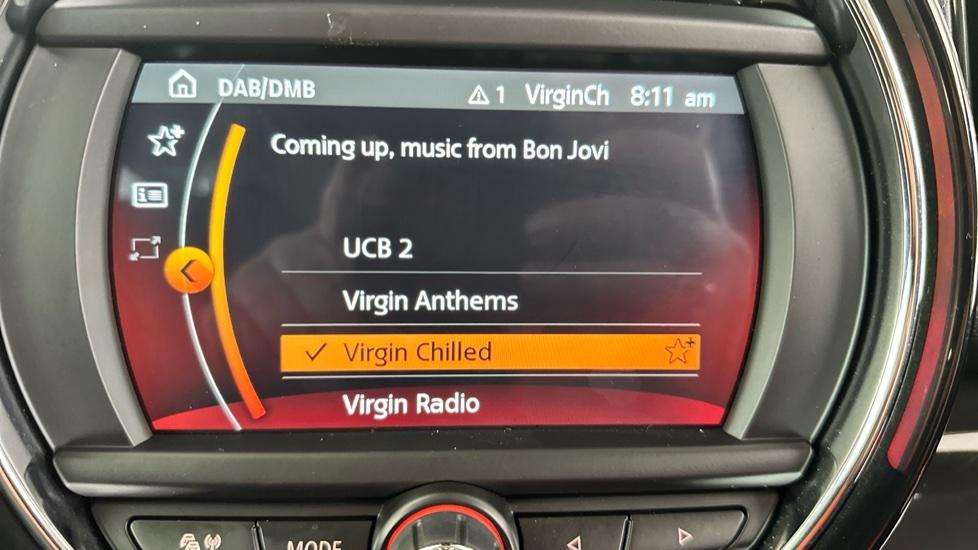 DAB/DMB 1 VirginCh 8:11 am
Coming up, music from Bon Jovi
UCB 2
Virgin Anthems
Virgin Chilled
Virgin Radio
MODE